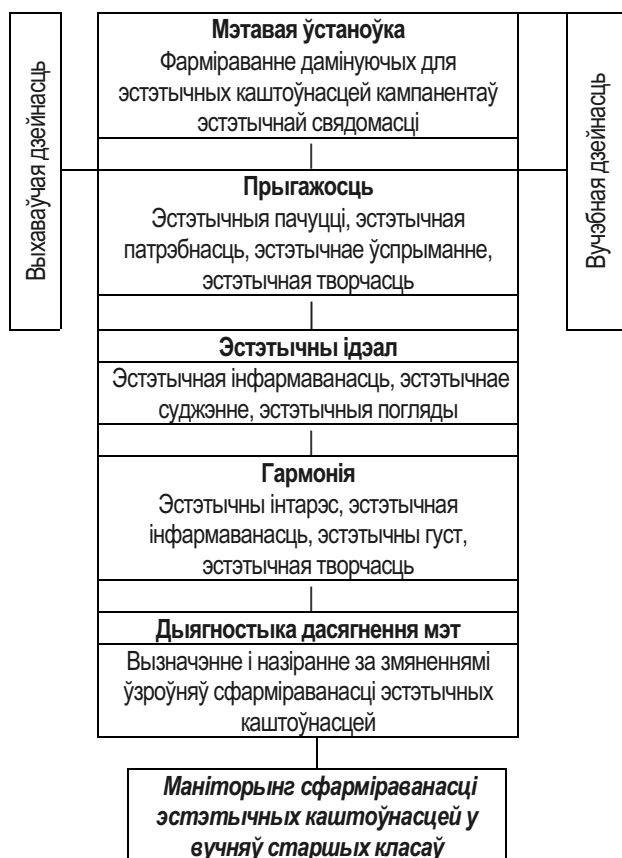 Мэтавая ўстаноўка
Фарміраванне дамінуючых для
эстэтычных каштоўнасцей кампанентаў
эстэтычнай свядомасці
Выхаваўчая дзейнасць
Вучэбная дзейнасць
Прыгажосць
Эстэтычныя пачуцці, эстэтычная
патрэбнасць, эстэтычнае ўспрыманне,
эстэтычная творчасць
Эстэтычны ідэал
Эстэтычная інфармаванасць, эстэтычнае
суджэнне, эстэтычныя погляды
Гармонія
Эстэтычны інтарэс, эстэтычная
інфармаванасць, эстэтычны густ,
эстэтычная творчасць
Дыягностыка дасягнення мэт
Вызначэнне і назіранне за змяненнямі
ўзроўняў сфарміраванасці эстэтычных
каштоўнасцей
Маніторынг сфарміраванасці
эстэтычных каштоўнасцей у
вучняў старшых класаў